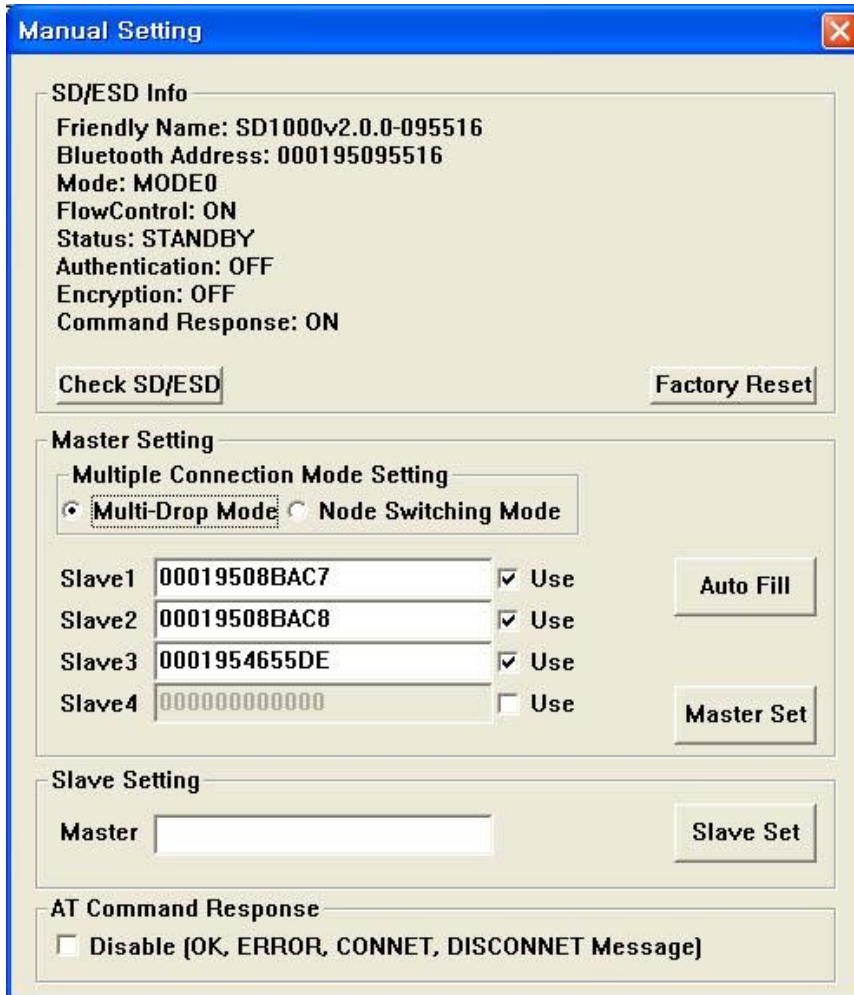 Manual Setting
SD/ESD Info
Friendly Name: SD1000v2.0.0-095516
Bluetooth Address: 000195095516
Mode: MODE0
FlowControl: ON
Status: STANDBY
Authentication: OFF
Encryption: OFF
Command Response: ON
Check SD/ESD Factory Reset
Master Setting
Multiple Connection Mode Setting
Multi-Drop Mode Node Switching Mode
Slave1 00019508BAC7 Use Auto Fill
Slave2 00019508BAC8 Use
Slave3 0001954655DE Use
Slave4 000000000000 Use Master Set
Slave Setting
Master Slave Set
AT Command Response
Disable (OK, ERROR, CONNET, DISCONNET Message)